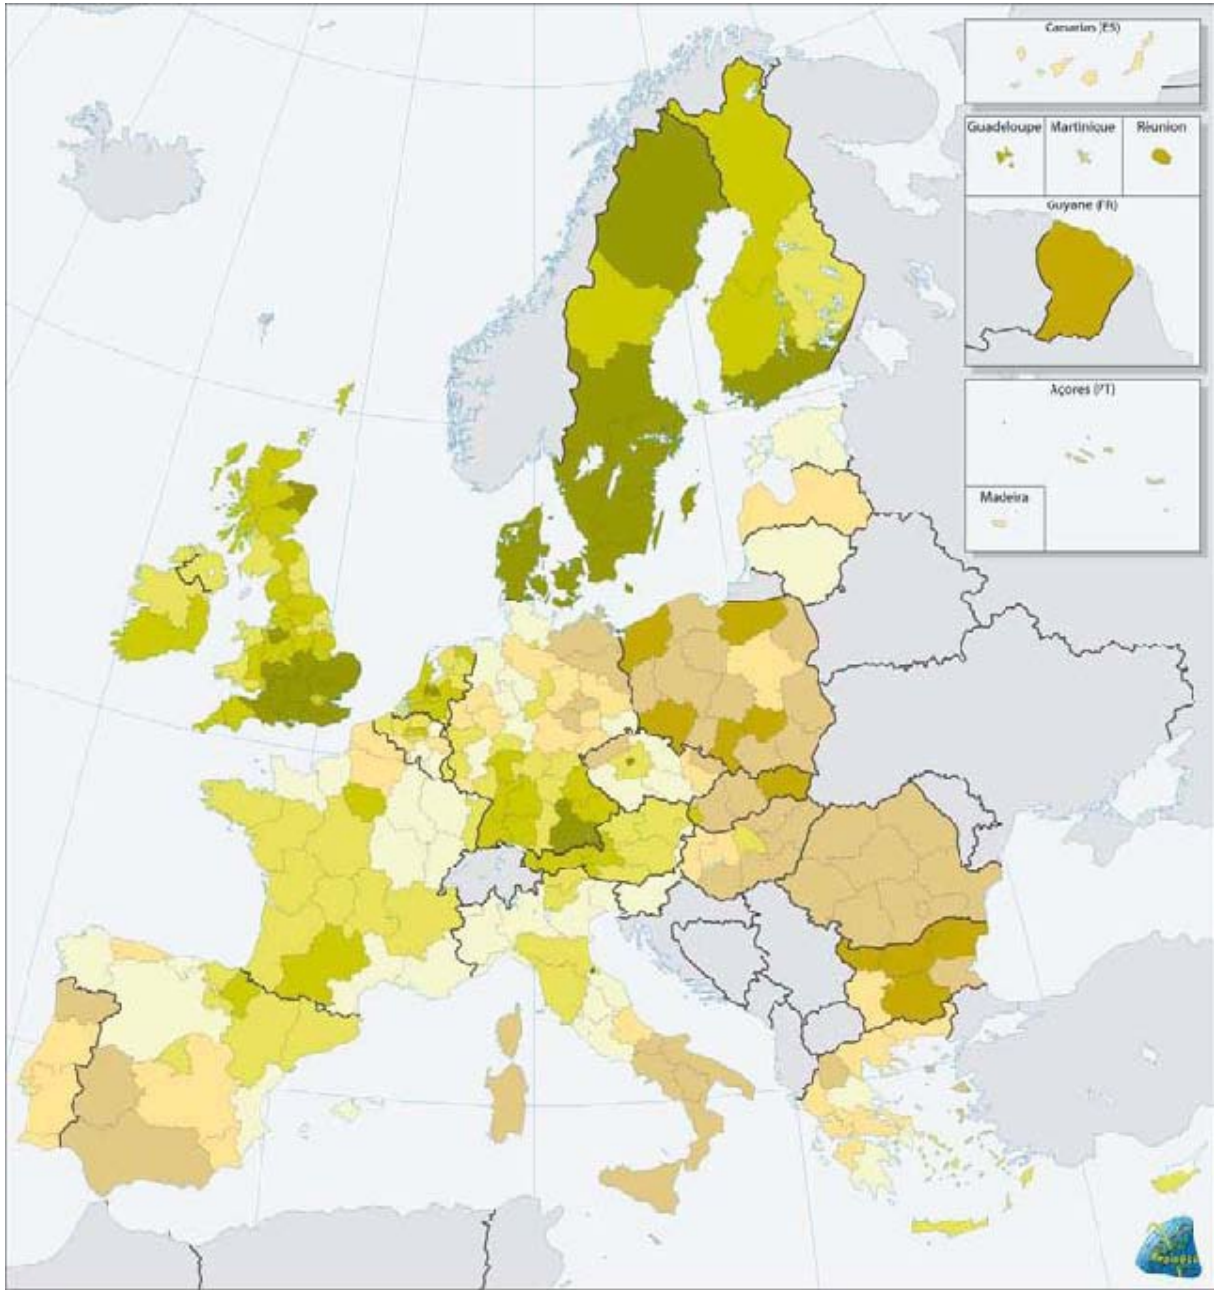 Canarias (ES)
Guadeloupe
Martinique
Réunion
Guyane (FR)
Açores (PT)
Madeira